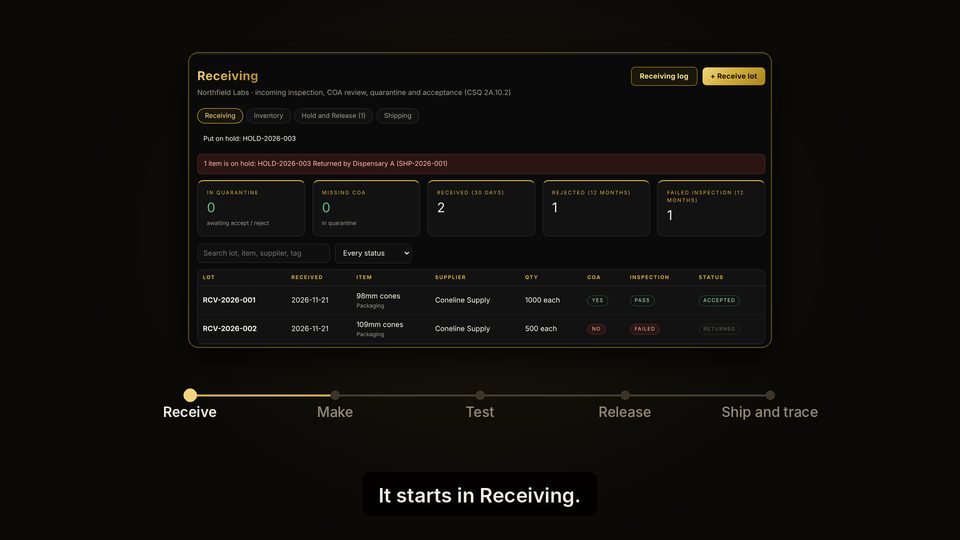 Receiving
Receiving log
+ Receive lot
Northfield Labs · incoming inspection, COA review, quarantine and acceptance (CSQ 2A.10.2)
Receiving
Inventory
Hold and Release (1)
Shipping
Put on hold: HOLD-2026-003
1 item is on hold: HOLD-2026-003 Returned by Dispensary A (SHP-2026-001)
IN QUARANTINE
0
awaiting accept / reject
MISSING COA
0
in quarantine
RECEIVED (30 DAYS)
2
REJECTED (12 MONTHS)
1
FAILED INSPECTION (12
MONTHS)
1
Search lot, item, supplier, tag
Every status
LOT RECEIVED ITEM SUPPLIER QTY COA INSPECTION STATUS
RCV-2026-001 2026-11-21 98mm cones Coneline Supply 1000 each YES PASS ACCEPTED
Packaging
RCV-2026-002 2026-11-21 109mm cones Coneline Supply 500 each NO FAILED RETURNED
Packaging
Receive
Make
Test
Release
Ship and trace
It starts in Receiving.